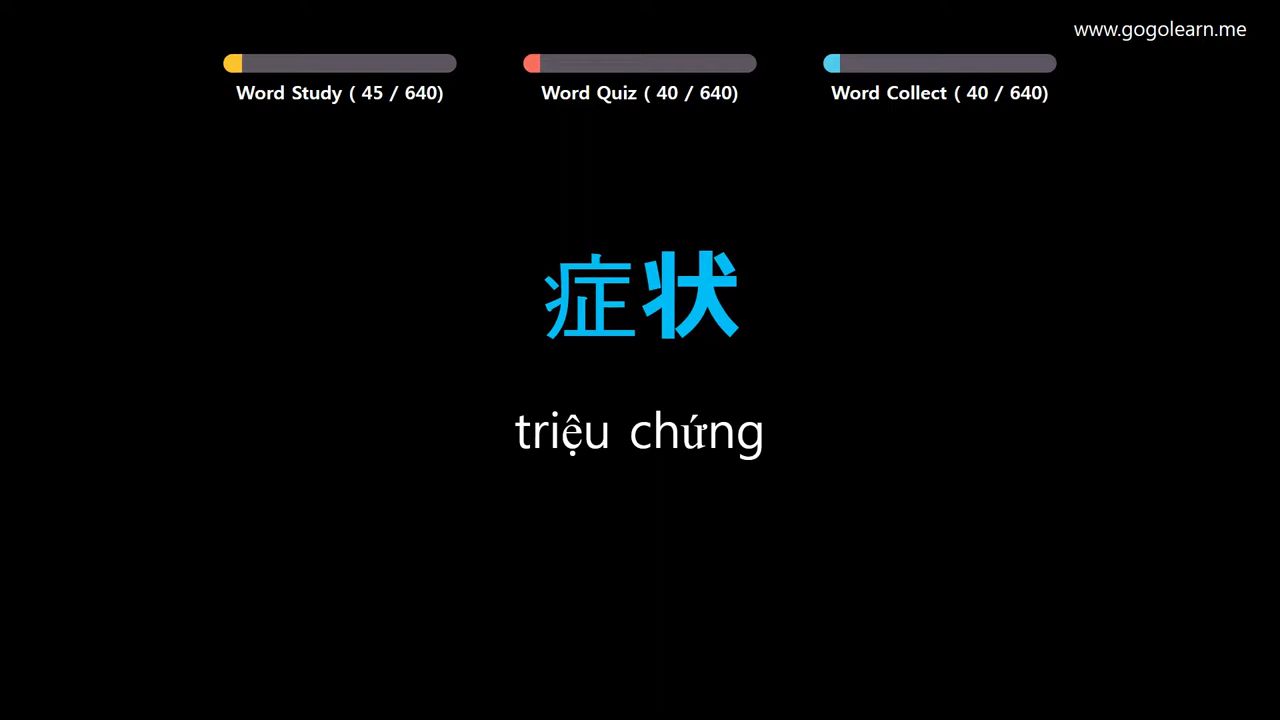 www.gogolearn.me
Word Study ( 45 / 640)
Word Quiz ( 40 / 640)
Word Collect ( 40 / 640)
症状
triệu chứng